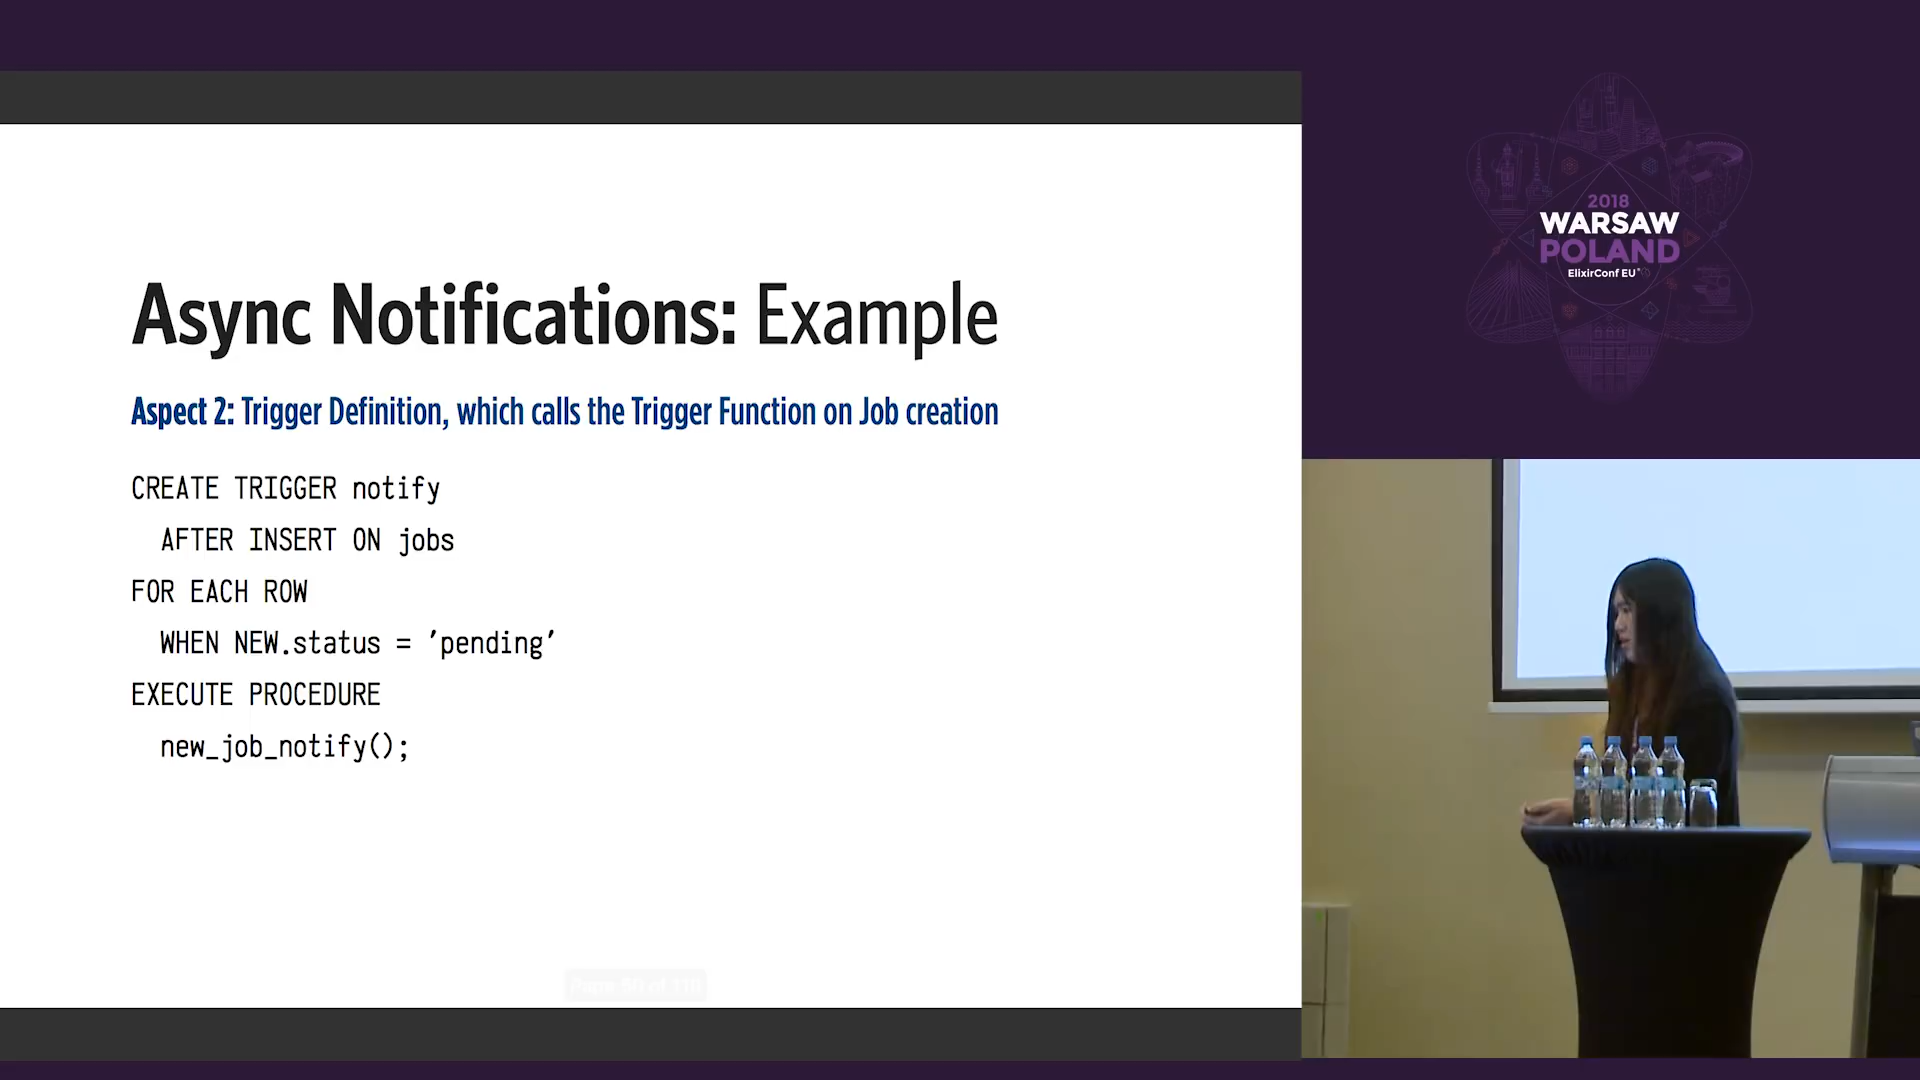 Async Notifications: Example
Aspect 2: Trigger Definition, which calls the Trigger Function on Job creation
CREATE TRIGGER notify
AFTER INSERT ON jobs
FOR EACH ROW
WHEN NEW.status = 'pending'
EXECUTE PROCEDURE
new_job_notify();
2018
WARSAW
POLAND
ElixirConf EU